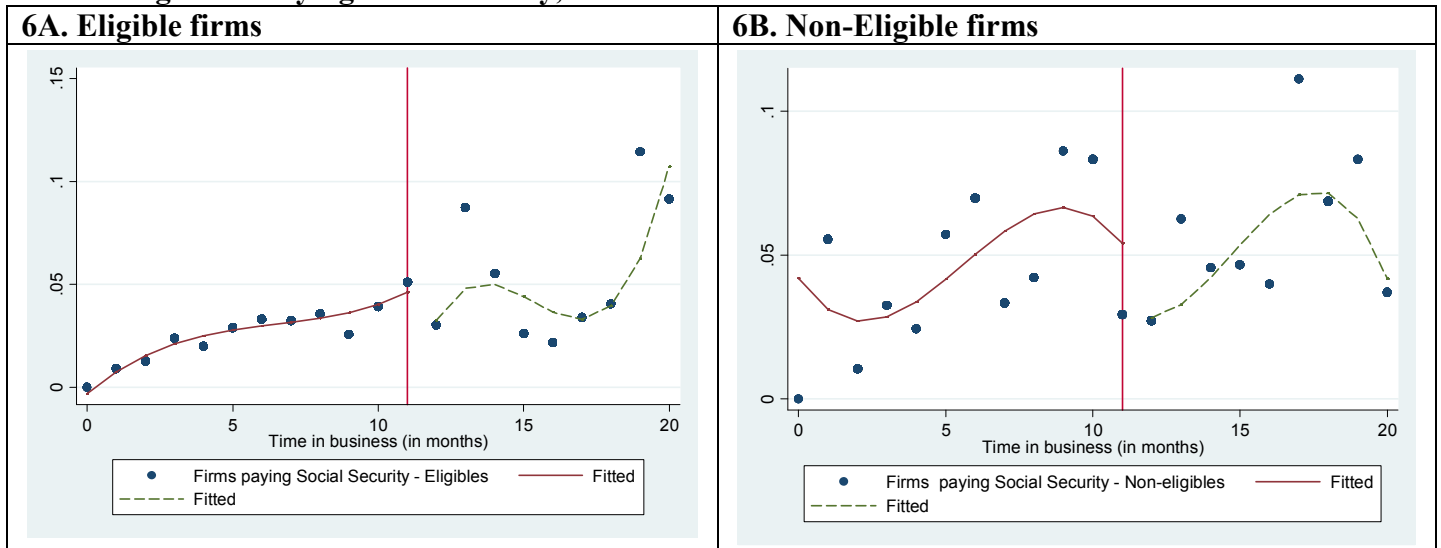 6A. Eligible firms
6B. Non-Eligible firms
.15
.1
.05
0
0 5 10 15 20
Time in business (in months)
Firms paying Social Security - Eligibles
Fitted
Fitted
.1
.05
0
0 5 10 15 20
Time in business (in months)
Firms paying Social Security - Non-eligibles
Fitted
Fitted